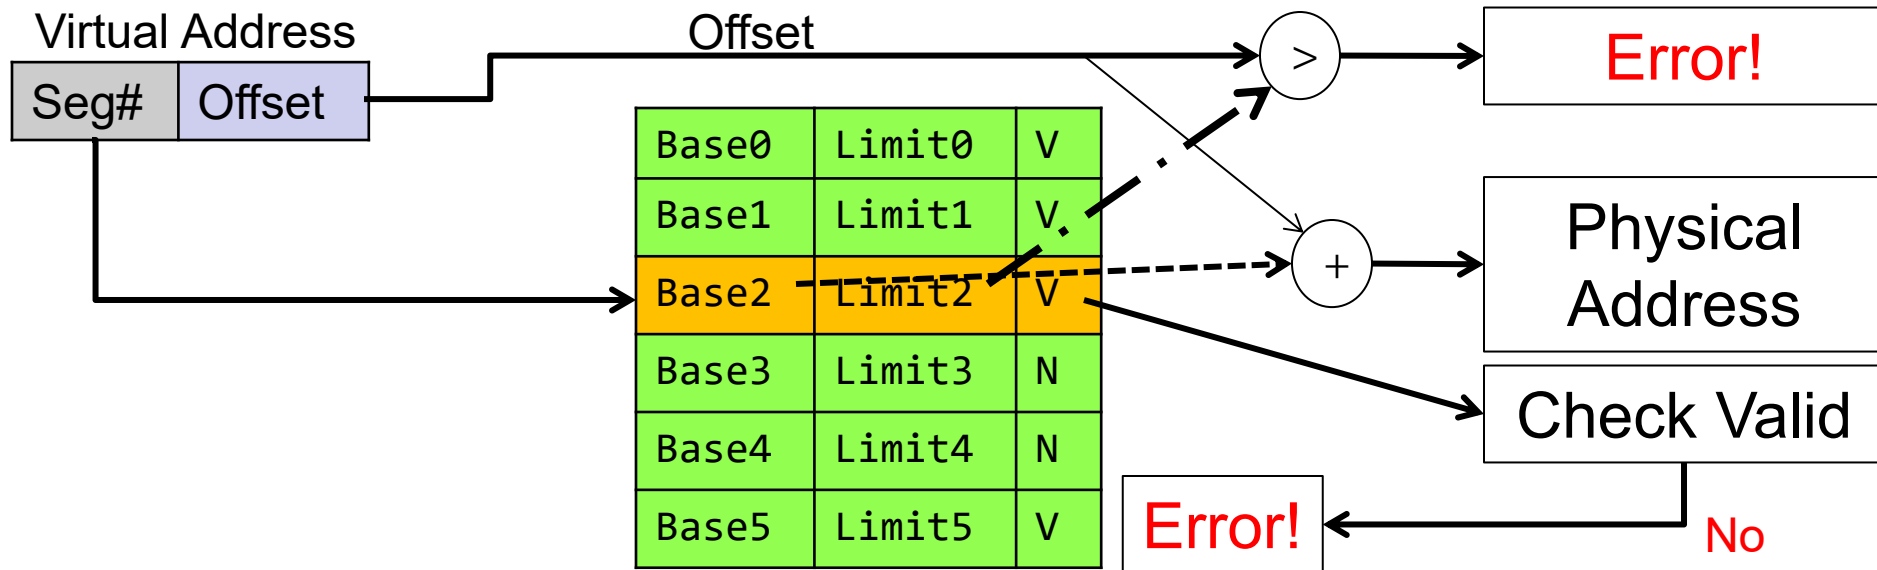 Virtual Address
Offset
>
Error!
Seg# Offset
Base0 Limit0 V
Base1 Limit1 V
Base2 Limit2 V
Base3 Limit3 N
Base4 Limit4 N
Base5 Limit5 V
+
Physical
Address
Check Valid
Error!
No